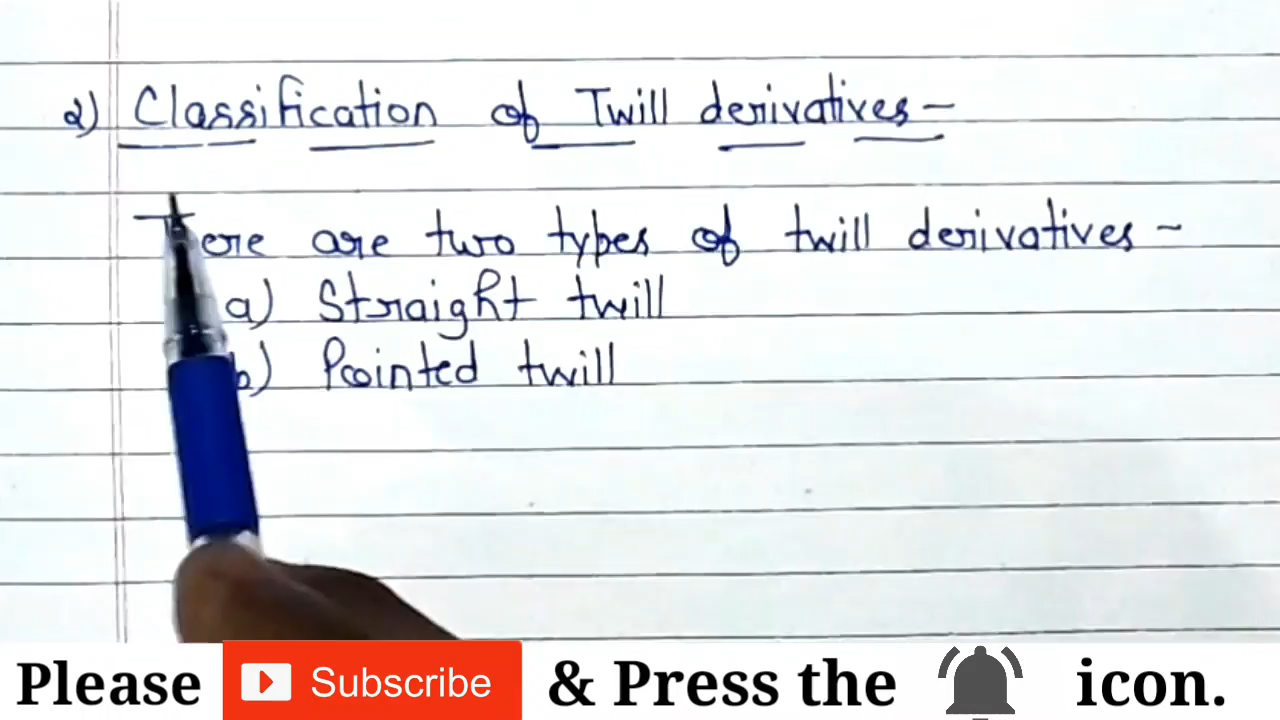 2) Classification of Twill derivatives-
There are two types of twill derivatives-
a) Straight twill
b) Pointed twill
Please Subscribe & Press the icon.